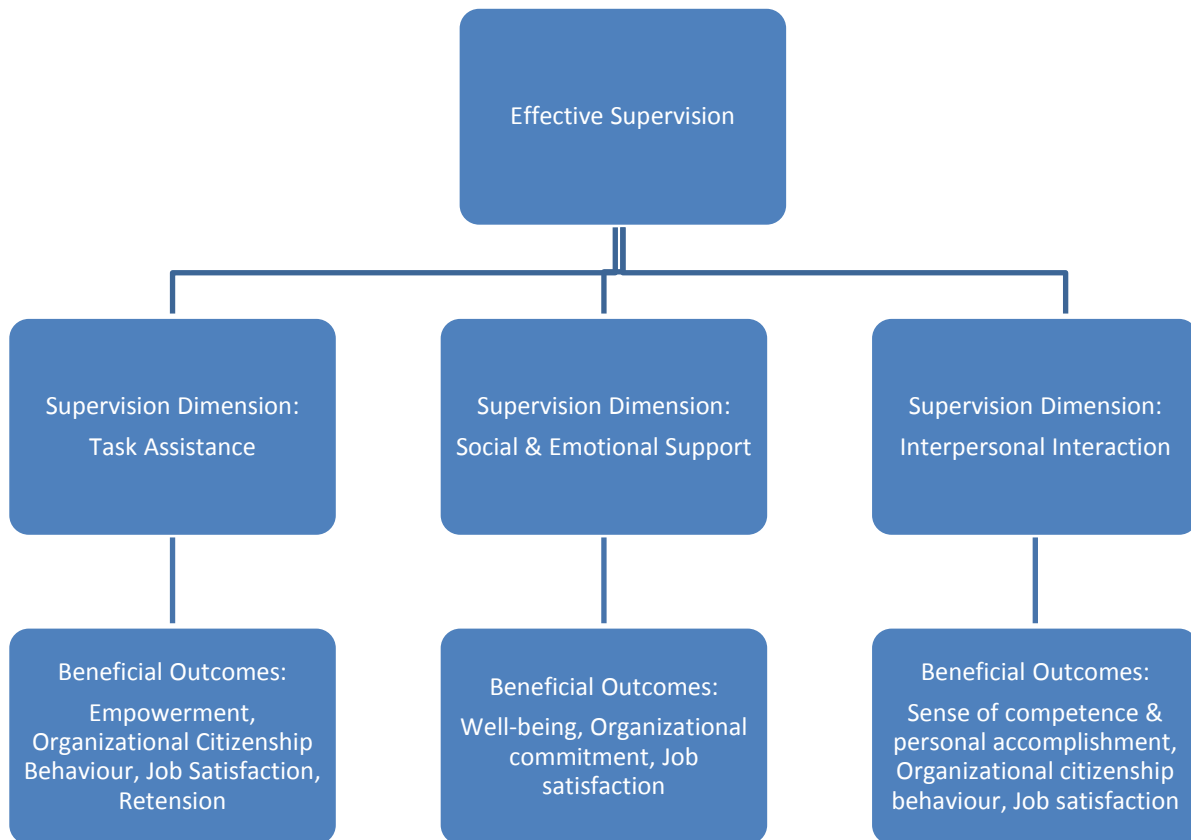 Effective Supervision
Supervision Dimension:
Task Assistance
Supervision Dimension:
Social & Emotional Support
Supervision Dimension:
Interpersonal Interaction
Beneficial Outcomes:
Empowerment,
Organizational Citizenship
Behaviour, Job Satisfaction,
Retension
Beneficial Outcomes:
Well-being, Organizational
commitment, Job
satisfaction
Beneficial Outcomes:
Sense of competence &
personal accomplishment,
Organizational citizenship
behaviour, Job satisfaction